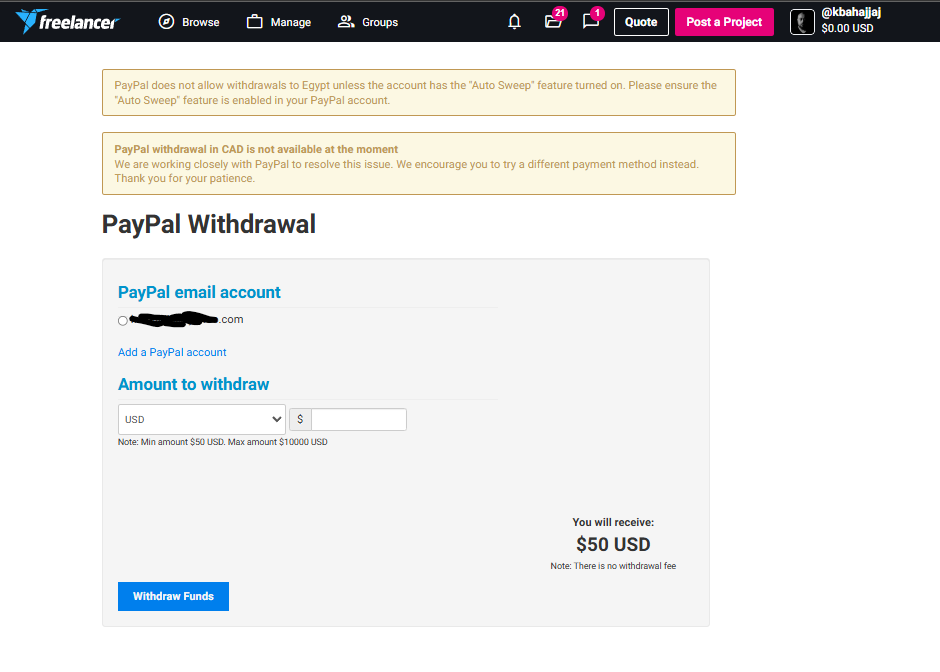 freelancer Browse Manage Groups 21 1 Quote Post a Project @kbahajjaj
$0.00 USD
PayPal does not allow withdrawals to Egypt unless the account has the "Auto Sweep" feature turned on. Please ensure the
"Auto Sweep" feature is enabled in your PayPal account.
PayPal withdrawal in CAD is not available at the moment
We are working closely with PayPal to resolve this issue. We encourage you to try a different payment method instead.
Thank you for your patience.
PayPal Withdrawal
PayPal email account
.com
Add a PayPal account
Amount to withdraw
USD $
Note: Min amount $50 USD. Max amount $10000 USD
You will receive:
$50 USD
Note: There is no withdrawal fee
Withdraw Funds